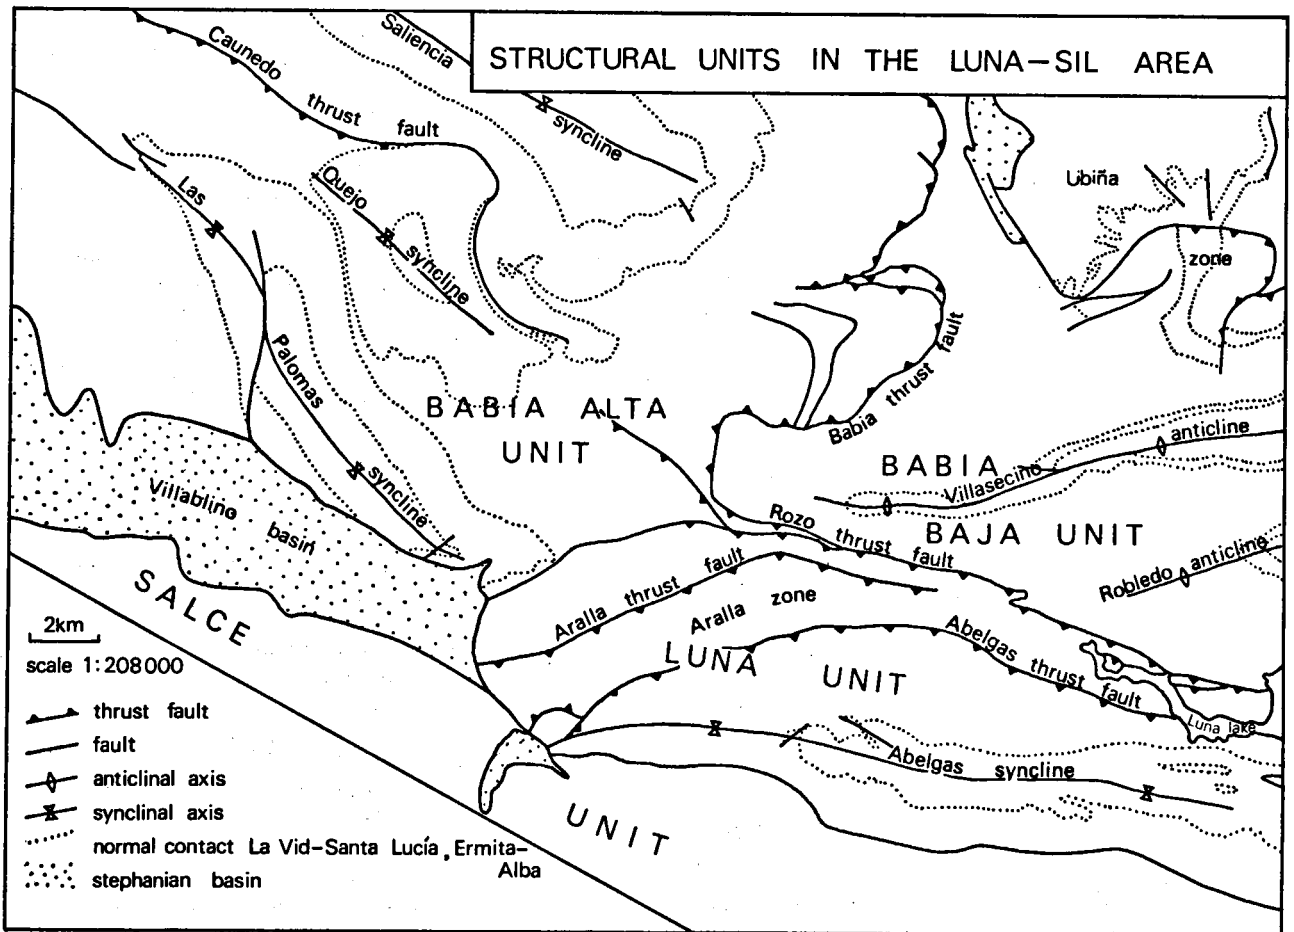 STRUCTURAL UNITS IN THE LUNA–SIL AREA
Saliencia
syncline
Caunedo
thrust fault
Ubiña
zone
Las
Palomas
syncline
Quejo
syncline
Babia thrust fault
BABIA ALTA
UNIT
BABIA
BAJA UNIT
Villasecino
anticline
Robledo anticline
Rozo
thrust fault
Villablino
basin
Aralla thrust fault
Aralla zone
LUNA UNIT
Abelgas thrust fault
Luna lake
Abelgas syncline
SALCE
UNIT
2km
scale 1:208000
thrust fault
fault
anticlinal axis
synclinal axis
normal contact La Vid–Santa Lucía, Ermita–
Alba
stephanian basin